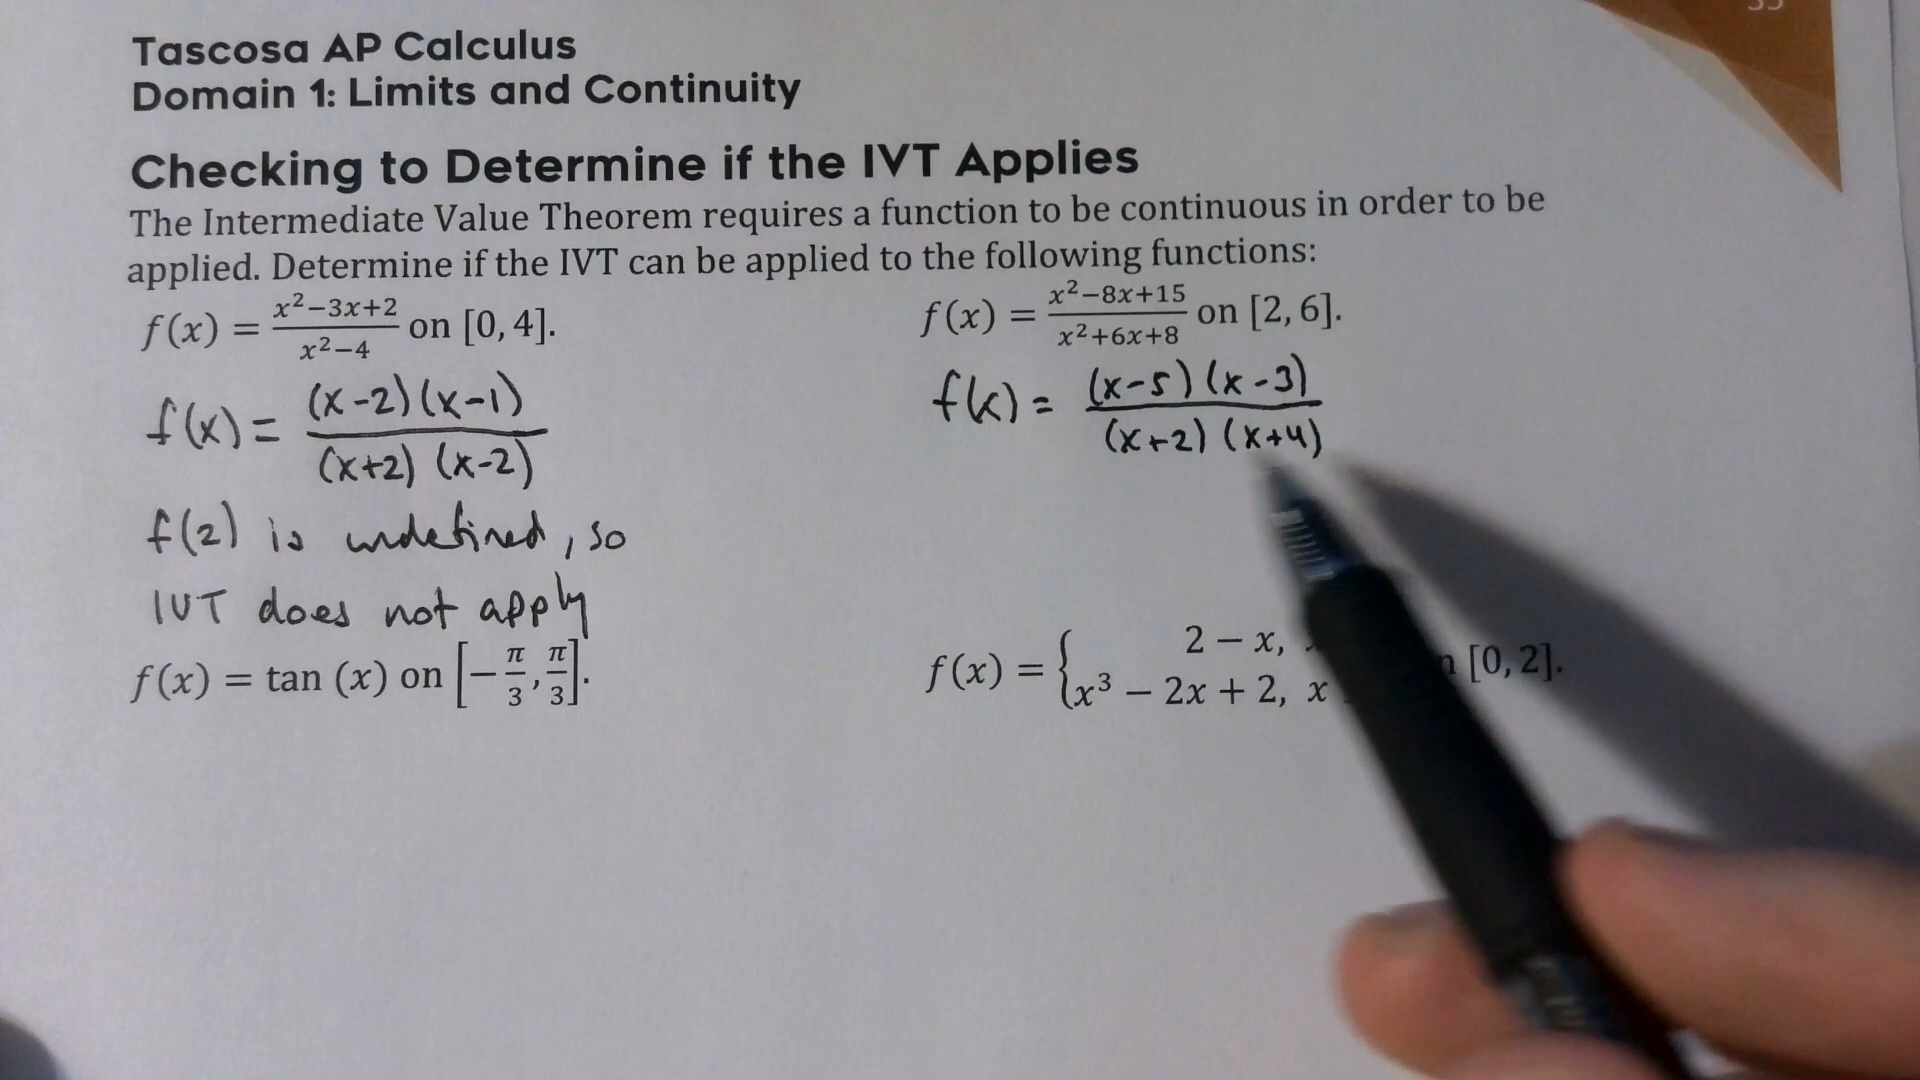 Tascosa AP Calculus
Domain 1: Limits and Continuity
Checking to Determine if the IVT Applies
The Intermediate Value Theorem requires a function to be continuous in order to be
applied. Determine if the IVT can be applied to the following functions:
f(x) = (x²−3x+2)/(x²−4) on [0, 4].
f(x) = (x-2)(x-1)/(x+2)(x-2)
f(2) is undefined, so
IVT does not apply
f(x) = (x²−8x+15)/(x²+6x+8) on [2, 6].
f(x) = (x-5)(x-3)/(x+2)(x+4)
f(x) = tan (x) on [−π/3, π/3].
f(x) = { 2 − x,
x³ − 2x + 2, x [0, 2].